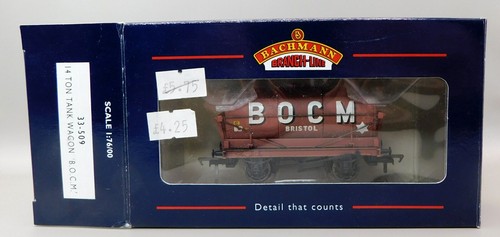 14 TON TANK WAGON 'B.O.C.M.'
33-509
SCALE 1:76/00
BACHMANN
BRANCH-LINE
£5.75
£4.25
BOCM
BRISTOL
Detail that counts